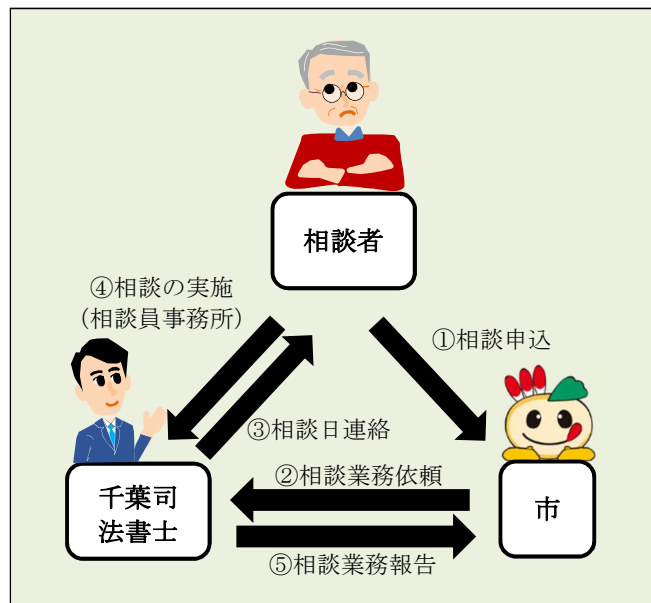 相談者
④相談の実施
（相談員事務所）
①相談申込
③相談日連絡
②相談業務依頼
千葉司
法書士
市
⑤相談業務報告